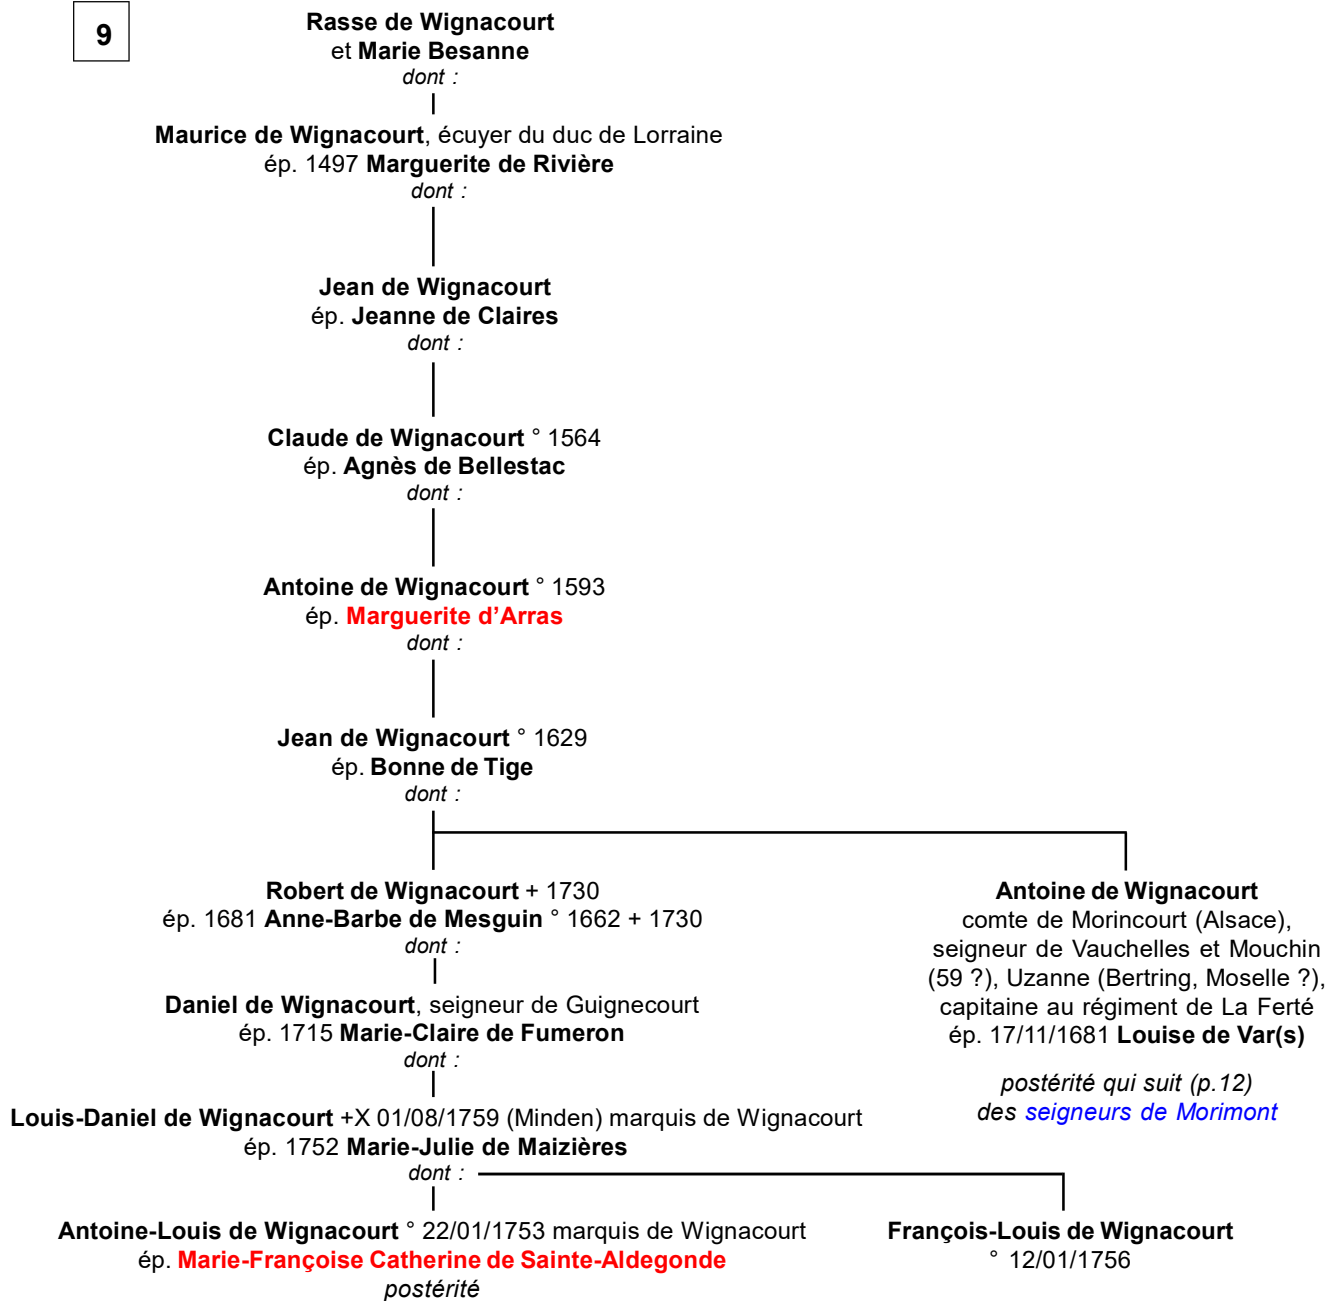 9
Rasse de Wignacourt
et Marie Besanne
dont :
Maurice de Wignacourt, écuyer du duc de Lorraine
ép. 1497 Marguerite de Rivière
dont :
Jean de Wignacourt
ép. Jeanne de Claires
dont :
Claude de Wignacourt ° 1564
ép. Agnès de Bellestac
dont :
Antoine de Wignacourt ° 1593
ép. Marguerite d’Arras
dont :
Jean de Wignacourt ° 1629
ép. Bonne de Tige
dont :
Robert de Wignacourt + 1730
ép. 1681 Anne-Barbe de Mesguin ° 1662 + 1730
dont :
Daniel de Wignacourt, seigneur de Guignecourt
ép. 1715 Marie-Claire de Fumeron
dont :
Louis-Daniel de Wignacourt +X 01/08/1759 (Minden) marquis de Wignacourt
ép. 1752 Marie-Julie de Maizières
dont :
Antoine-Louis de Wignacourt ° 22/01/1753 marquis de Wignacourt
ép. Marie-Françoise Catherine de Sainte-Aldegonde
postérité
Antoine de Wignacourt
comte de Morincourt (Alsace),
seigneur de Vauchelles et Mouchin
(59 ?), Uzanne (Bertring, Moselle ?),
capitaine au régiment de La Ferté
ép. 17/11/1681 Louise de Var(s)
postérité qui suit (p.12)
des seigneurs de Morimont
François-Louis de Wignacourt
° 12/01/1756